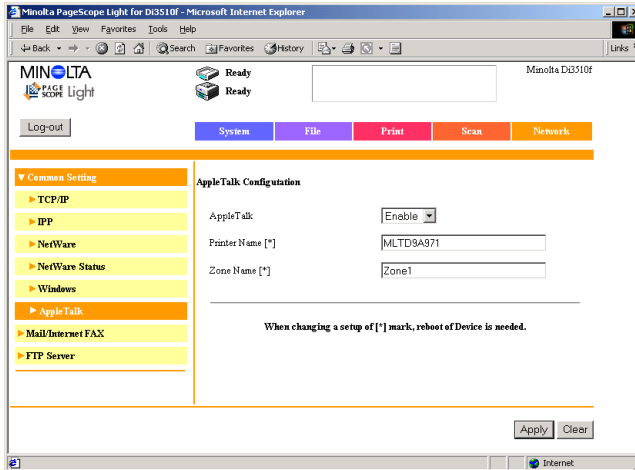 Minolta PageScope Light for Di3510f - Microsoft Internet Explorer
File Edit View Favorites Tools Help
Back Search Favorites History Links
MINOLTA
PAGE SCOPE Light
Ready
Ready
Minolta Di3510f
Log-out
System File Print Scan Network
Common Setting
TCP/IP
IPP
NetWare
NetWare Status
Windows
AppleTalk
Mail/Internet FAX
FTP Server
AppleTalk Configutation
AppleTalk Enable
Printer Name [*] MLTD9A971
Zone Name [*] Zone1
When changing a setup of [*] mark, reboot of Device is needed.
Apply Clear
Internet